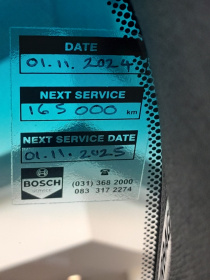 DATE
01.11.2024
NEXT SERVICE
165 000 km
NEXT SERVICE DATE
01.11.2025
BOSCH
(031) 368 2000
083 317 2274